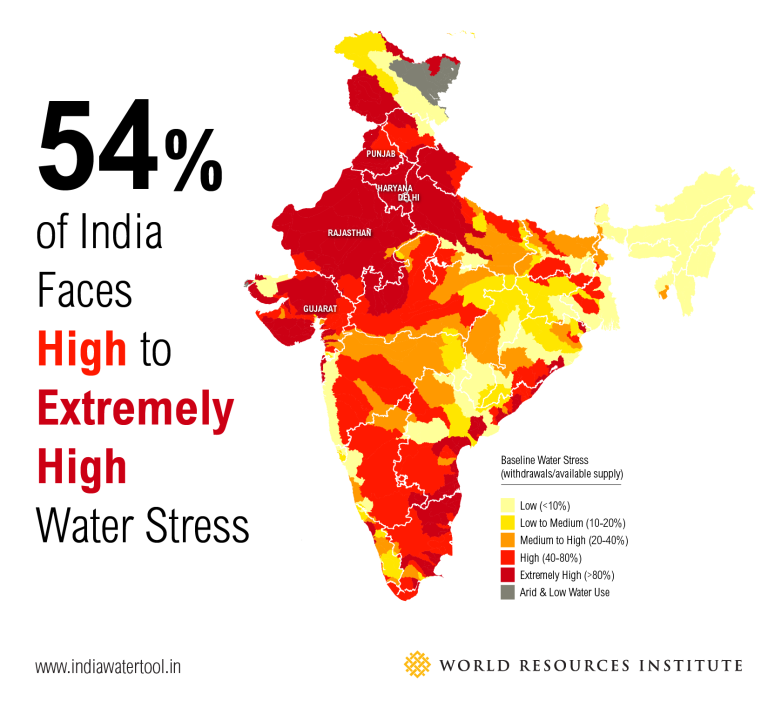 54%
of India
Faces
High to
Extremely
High
Water Stress
PUNJAB
HARYANA
DELHI
RAJASTHAN
GUJARAT
Baseline Water Stress
(withdrawals/available supply)
Low (<10%)
Low to Medium (10-20%)
Medium to High (20-40%)
High (40-80%)
Extremely High (>80%)
Arid & Low Water Use
www.indiawatertool.in
WORLD RESOURCES INSTITUTE